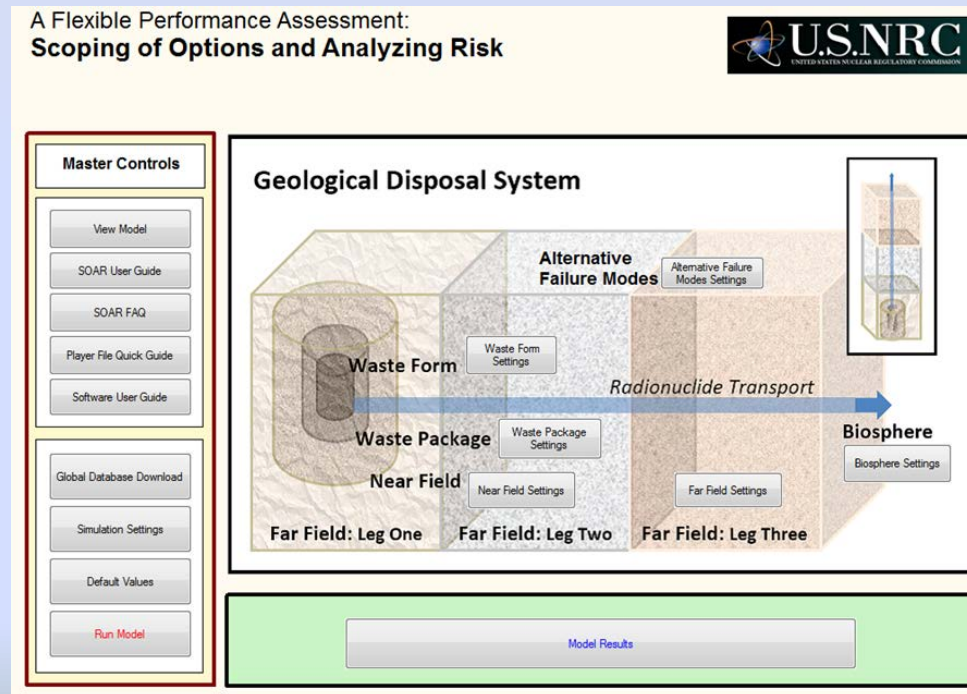 A Flexible Performance Assessment:
Scoping of Options and Analyzing Risk
U.S.NRC
UNITED STATES NUCLEAR REGULATORY COMMISSION
Master Controls
View Model
SOAR User Guide
SOAR FAQ
Player File Quick Guide
Software User Guide
Global Database Download
Simulation Settings
Default Values
Run Model
Geological Disposal System
Alternative
Failure Modes
Alternative Failure
Modes Settings
Waste Form
Waste Form
Settings
Radionuclide Transport
Waste Package
Waste Package
Settings
Biosphere
Biosphere Settings
Near Field
Near Field Settings
Far Field Settings
Far Field: Leg One
Far Field: Leg Two
Far Field: Leg Three
Model Results